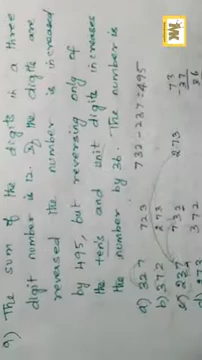 9) The sum of the digits in a three
digit number is 12. If the digits are
reversed the number is increased
by 495, but reversing only of
the ten's and unit digits increases
the number by 36. The number is
a) 327 723 732-237=495
b) 372 273
c) 237 732 273
d) 273 372
73
-37
36